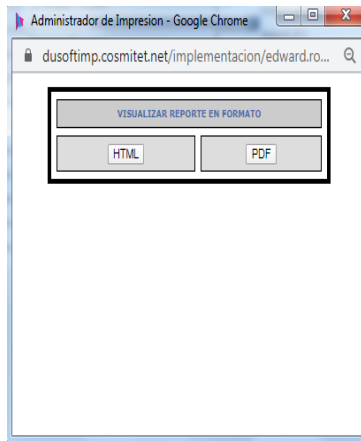 Administrador de Impresion - Google Chrome
dusoftimp.cosmitet.net/implementacion/edward.ro...
VISUALIZAR REPORTE EN FORMATO
HTML PDF